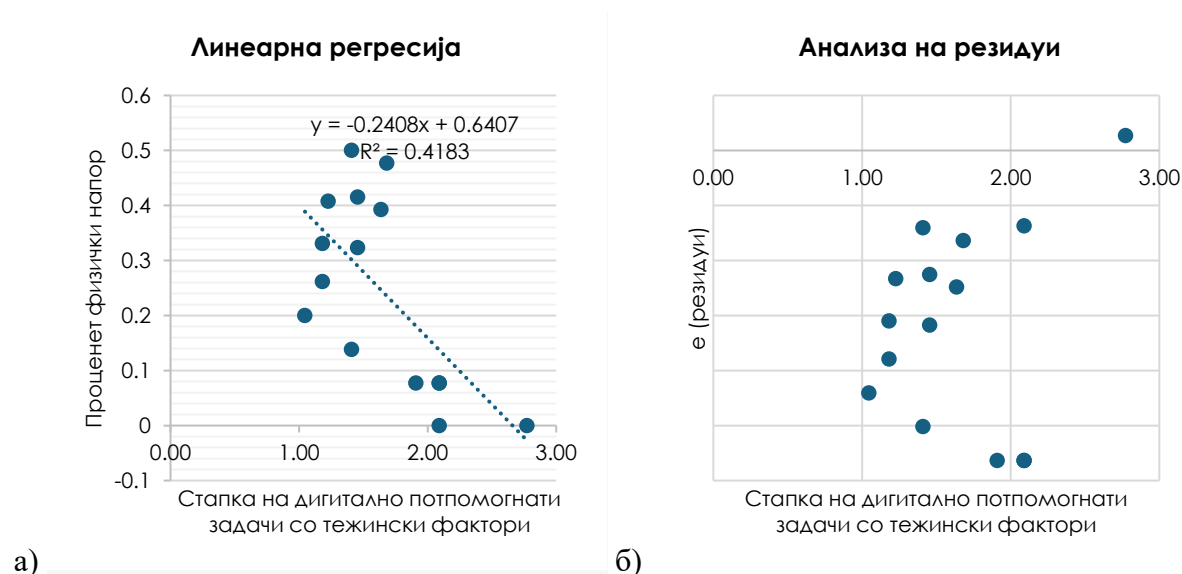 Линеарна регресија
0.6
0.5
0.4
0.3
0.2
0.1
0
-0.1
y = -0.2408x + 0.6407
R² = 0.4183
0.00
1.00
2.00
3.00
Проценет физички напор
Стапка на дигитално потпомогнати
задачи со тежински фактори
а)
Анализа на резидуи
0.00
1.00
2.00
3.00
е (резидуи)
Стапка на дигитално потпомогнати
задачи со тежински фактори
б)